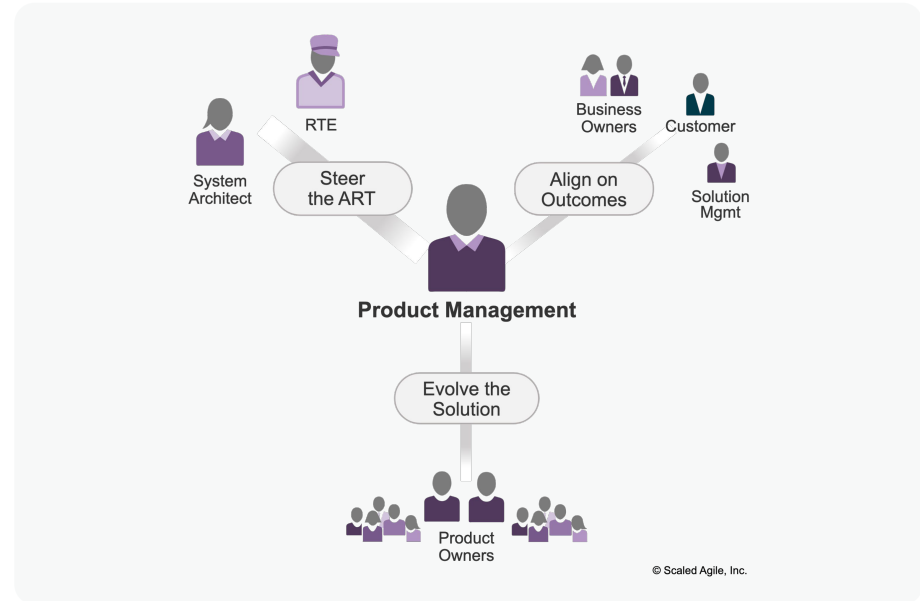 RTE
System
Architect
Steer
the ART
Business
Owners
Customer
Solution
Mgmt
Align on
Outcomes
Product Management
Evolve the
Solution
Product
Owners
© Scaled Agile, Inc.